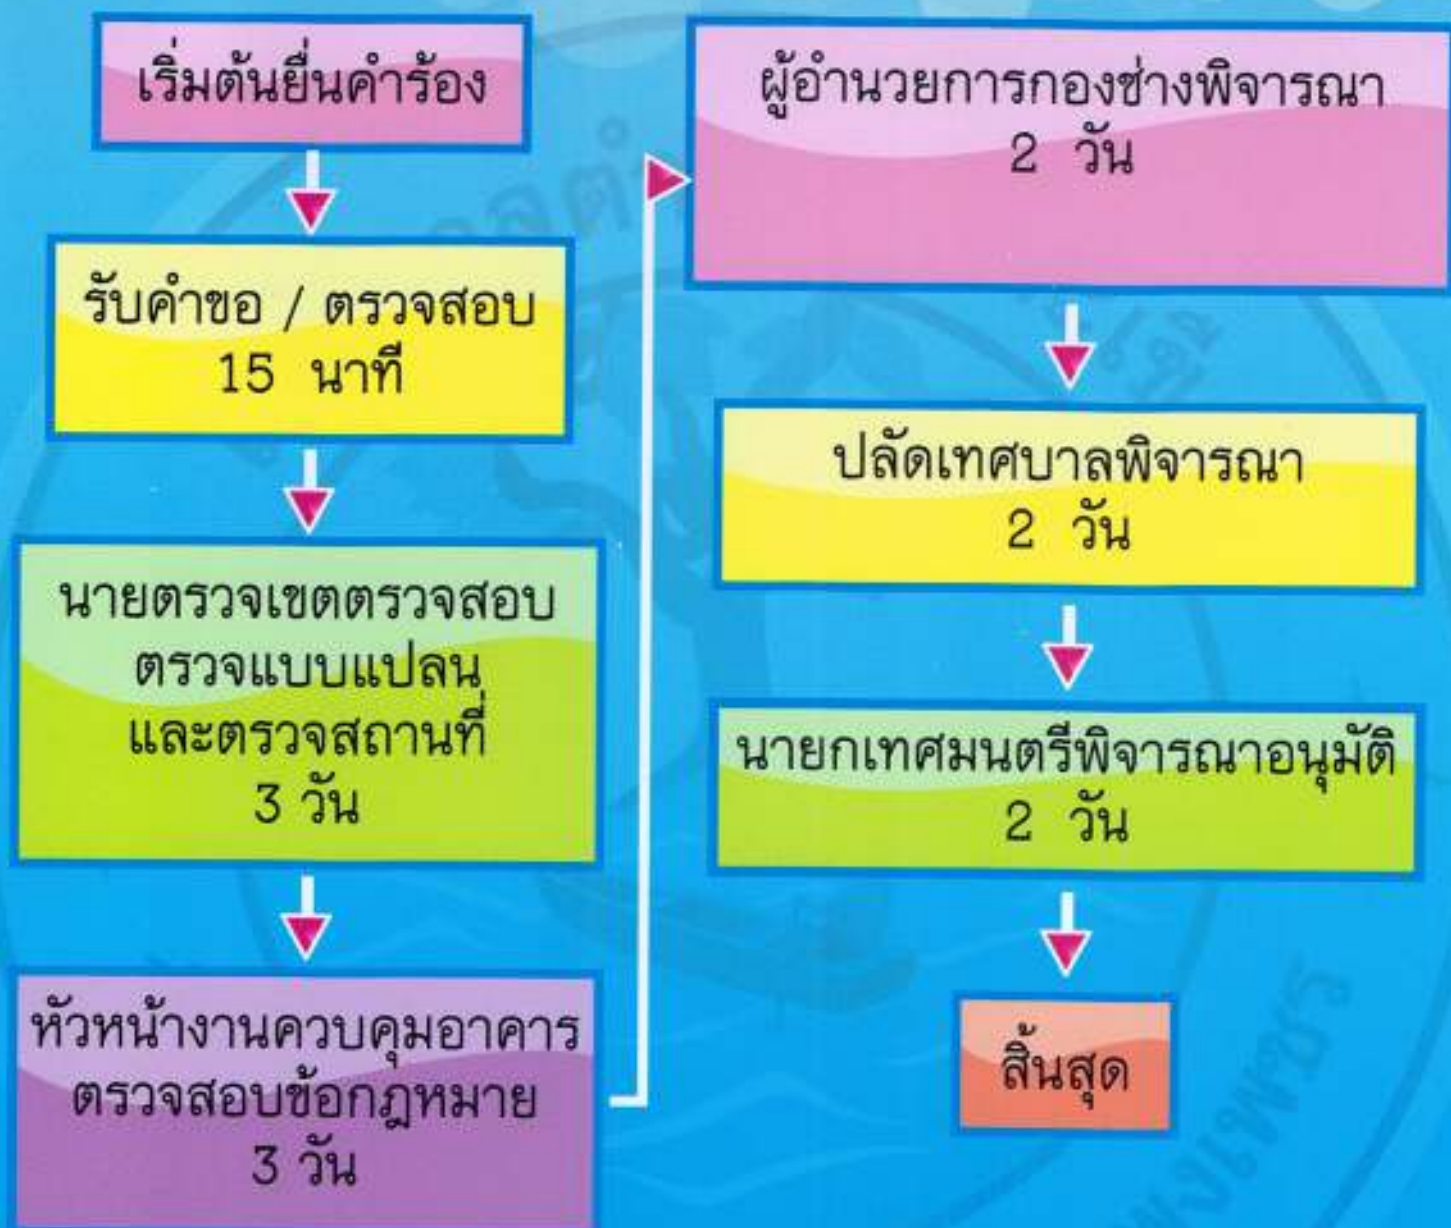 เริ่มต้นยื่นคำร้อง
รับคำขอ / ตรวจสอบ
15 นาที
นายตรวจเขตตรวจสอบ
ตรวจแบบแปลน
และตรวจสถานที่
3 วัน
หัวหน้างานควบคุมอาคาร
ตรวจสอบข้อกฎหมาย
3 วัน
ผู้อำนวยการกองช่างพิจารณา
2 วัน
ปลัดเทศบาลพิจารณา
2 วัน
นายกเทศมนตรีพิจารณาอนุมัติ
2 วัน
สิ้นสุด